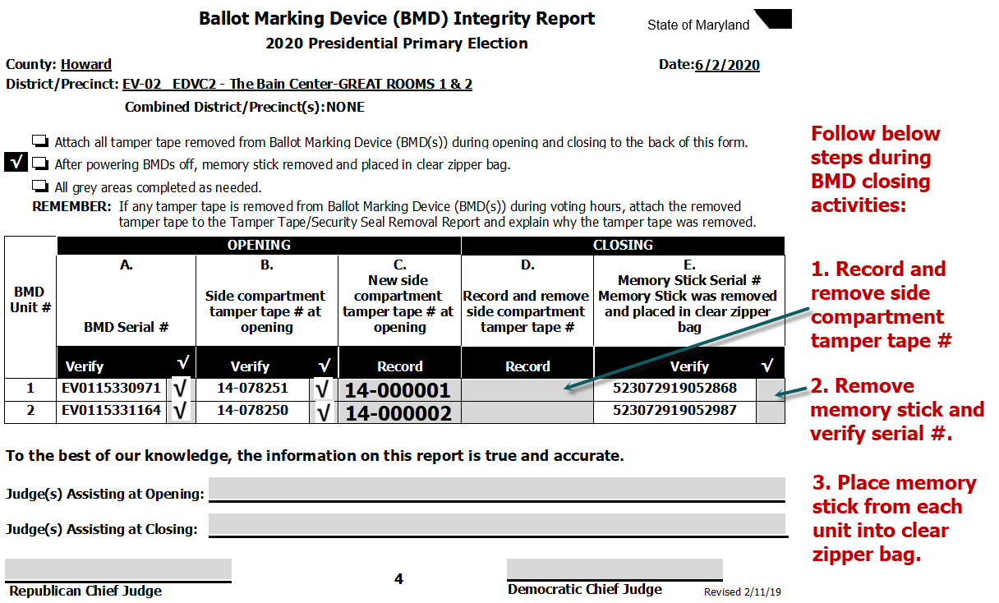 Ballot Marking Device (BMD) Integrity Report
State of Maryland
2020 Presidential Primary Election
County: Howard
Date:6/2/2020
District/Precinct: EV-02 EDVC2 - The Bain Center-GREAT ROOMS 1 & 2
Combined District/Precinct(s):NONE
Attach all tamper tape removed from Ballot Marking Device (BMD(s)) during opening and closing to the back of this form.
√ After powering BMDs off, memory stick removed and placed in clear zipper bag.
All grey areas completed as needed.
REMEMBER: If any tamper tape is removed from Ballot Marking Device (BMD(s)) during voting hours, attach the removed
tamper tape to the Tamper Tape/Security Seal Removal Report and explain why the tamper tape was removed.
OPENING CLOSING
BMD
Unit #
A.
BMD Serial #
B.
Side compartment
tamper tape # at
opening
C.
New side
compartment
tamper tape # at
opening
D.
Record and remove
side compartment
tamper tape #
E.
Memory Stick Serial #
Memory Stick was removed
and placed in clear zipper
bag
Verify √ Verify √ Record Record Verify √
1 EV0115330971 √ 14-078251 √ 14-000001 523072919052868
2 EV0115331164 √ 14-078250 √ 14-000002 523072919052987
To the best of our knowledge, the information on this report is true and accurate.
Judge(s) Assisting at Opening:
Judge(s) Assisting at Closing:
Republican Chief Judge
4
Democratic Chief Judge
Revised 2/11/19
Follow below
steps during
BMD closing
activities:
1. Record and
remove side
compartment
tamper tape #
2. Remove
memory stick and
verify serial #.
3. Place memory
stick from each
unit into clear
zipper bag.